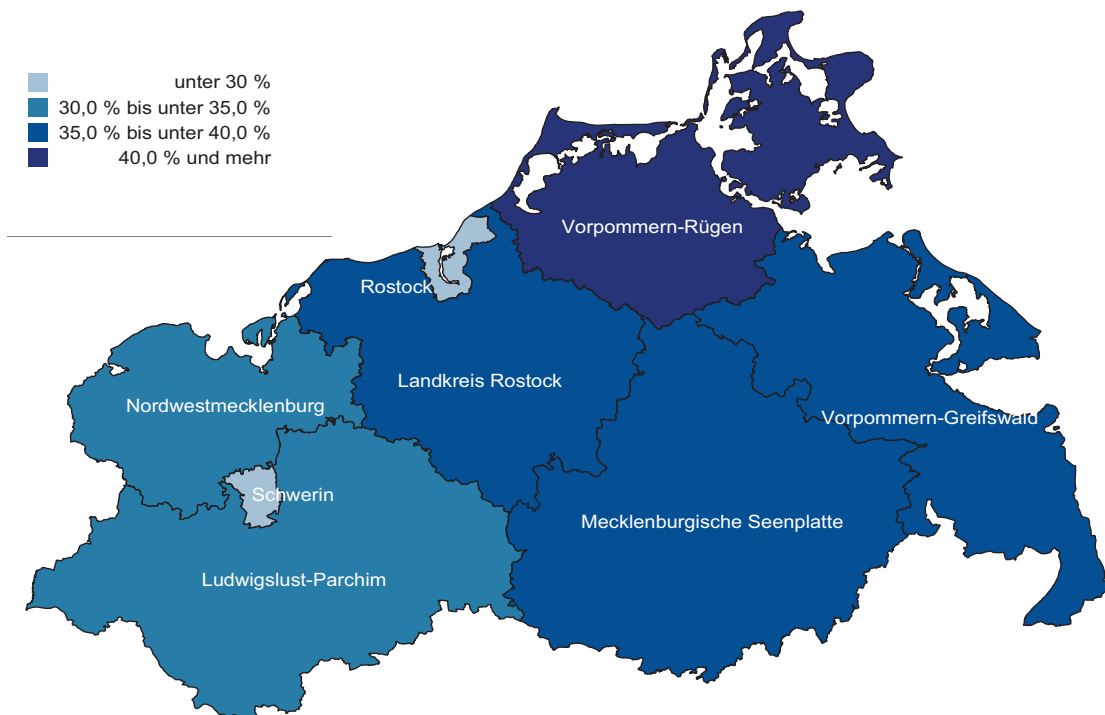 unter 30 %
30,0 % bis unter 35,0 %
35,0 % bis unter 40,0 %
40,0 % und mehr
Vorpommern-Rügen
Rostock
Landkreis Rostock
Nordwestmecklenburg
Vorpommern-Greifswald
Schwerin
Mecklenburgische Seenplatte
Ludwigslust-Parchim